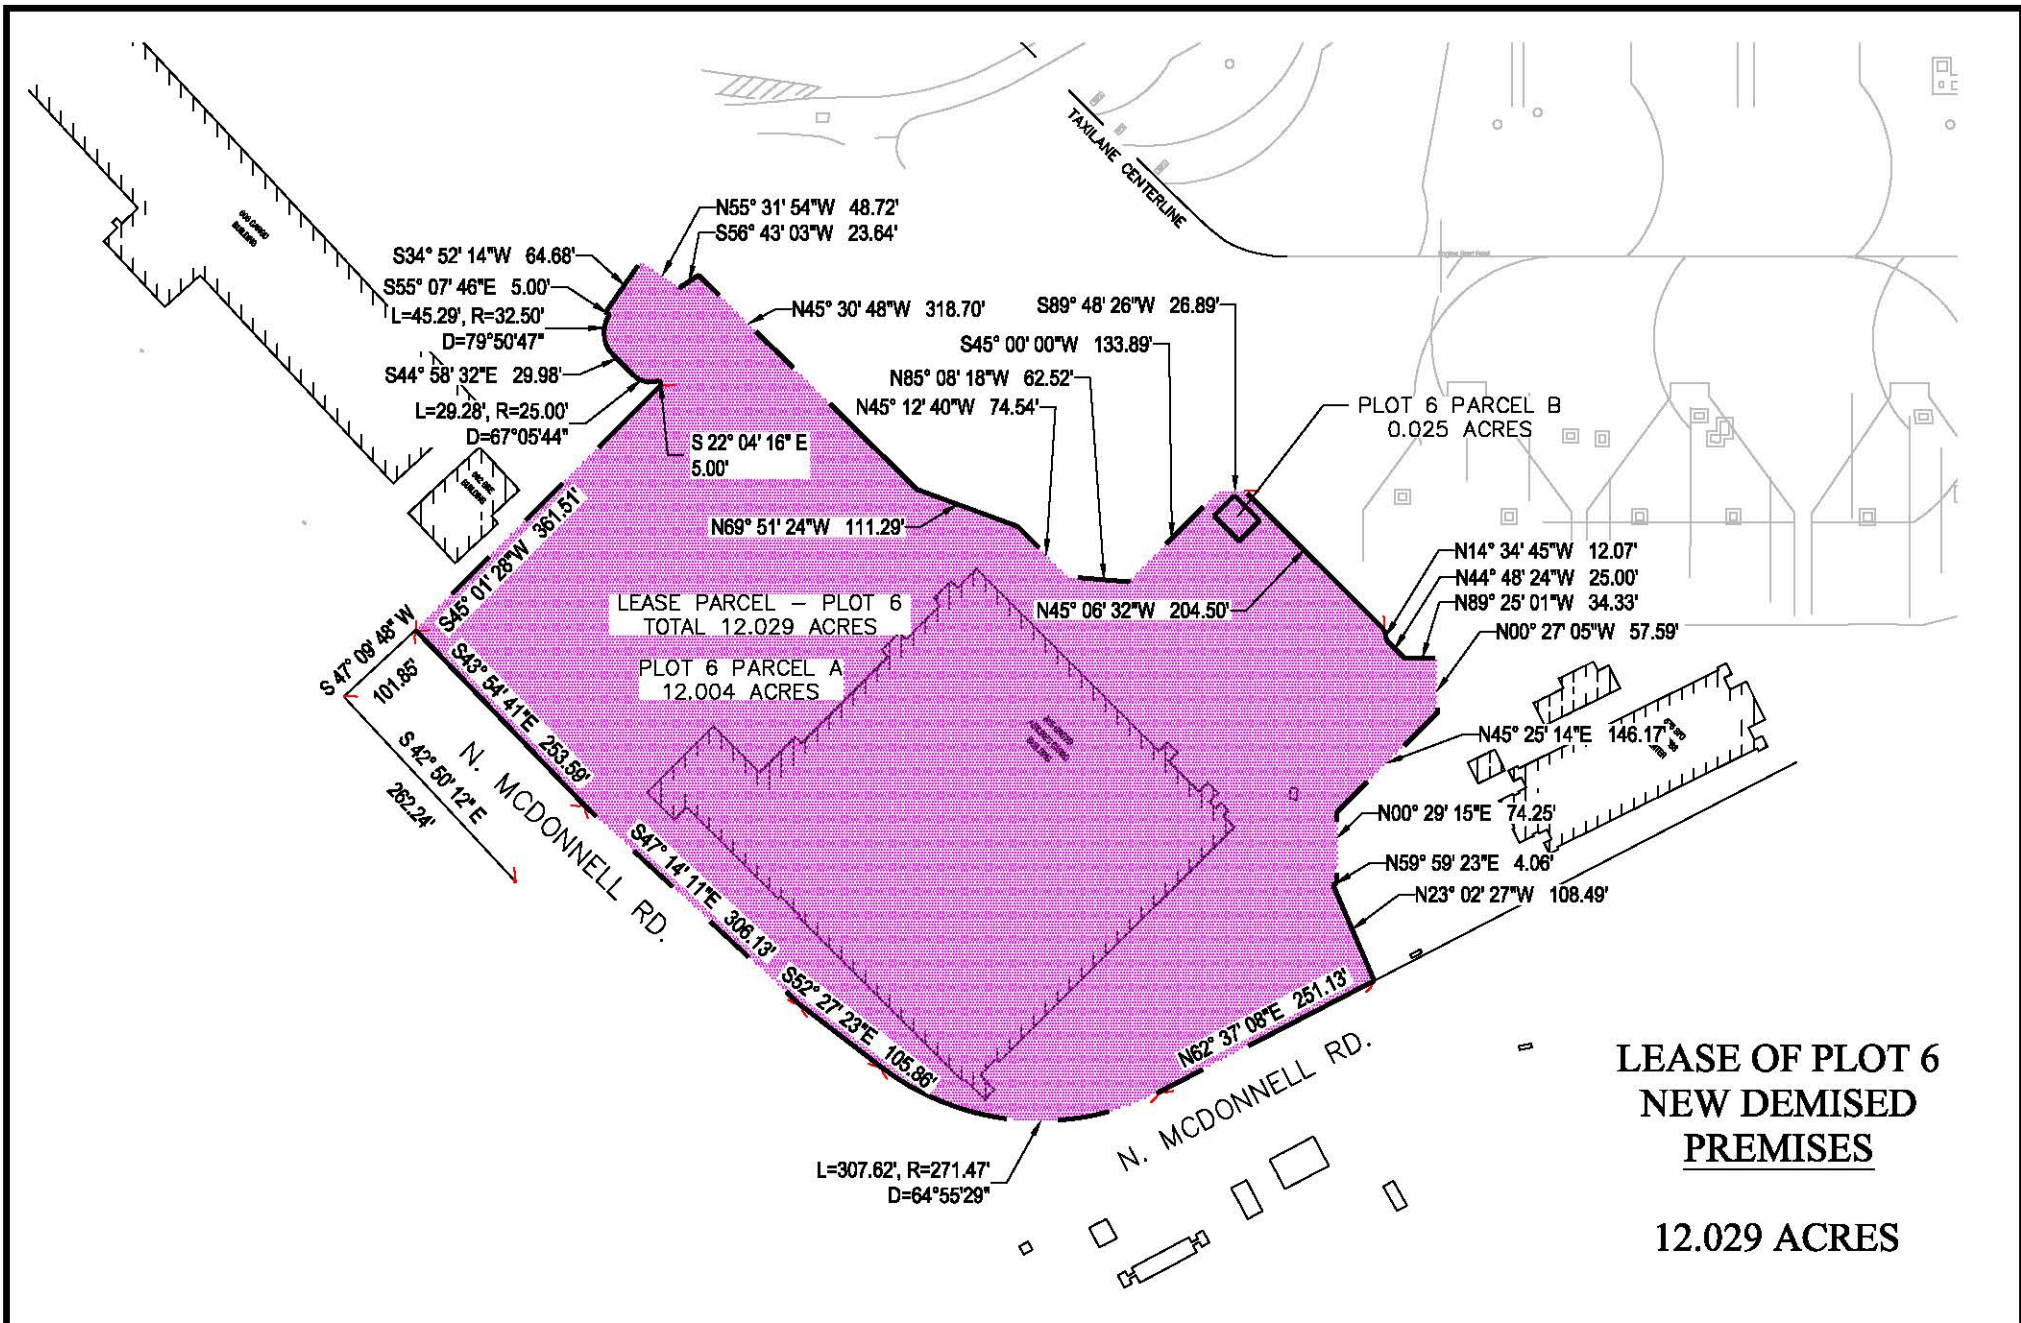 TAXILANE CENTERLINE
N55° 31' 54"W 48.72'
S56° 43' 03"W 23.64'
S34° 52' 14"W 64.68'
S55° 07' 46"E 5.00'
L=45.29', R=32.50'
D=79°50'47"
S44° 58' 32"E 29.98'
L=29.28', R=25.00'
D=67°05'44"
N45° 30' 48"W 318.70'
S89° 48' 26"W 26.89'
S45° 00' 00"W 133.89'
N85° 08' 18"W 62.52'
N45° 12' 40"W 74.54'
PLOT 6 PARCEL B
0.025 ACRES
S 22° 04' 16" E
5.00'
606 CARGO
BUILDING
BUILDING
N69° 51' 24"W 111.29'
S45° 01' 28"W 361.51'
N14° 34' 45"W 12.07'
N44° 48' 24"W 25.00'
N89° 25' 01"W 34.33'
N00° 27' 05"W 57.59'
N45° 06' 32"W 204.50'
LEASE PARCEL – PLOT 6
TOTAL 12.029 ACRES
PLOT 6 PARCEL A
12.004 ACRES
S 47° 09' 48" W
101.85'
S43° 54' 41"E 253.59'
S 42° 50' 12" E
262.24'
N. MCDONNELL RD.
N45° 25' 14"E 146.17'
N00° 29' 15"E 74.25'
N59° 59' 23"E 4.06'
N23° 02' 27"W 108.49'
S47° 14' 11"E 306.13'
S52° 27' 23"E 105.86'
N62° 37' 08"E 251.13'
N. MCDONNELL RD.
L=307.62', R=271.47'
D=64°55'29"
LEASE OF PLOT 6
NEW DEMISED
PREMISES
12.029 ACRES